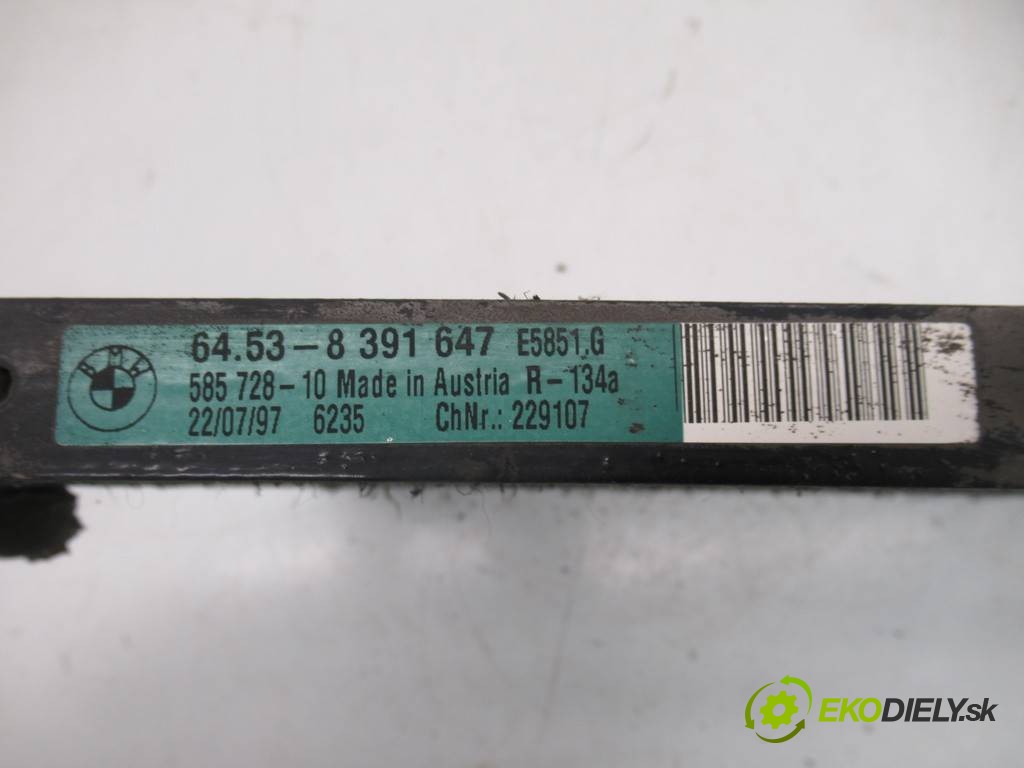 BMW
64.53-8 391 647 E5851.G
585 728-10 Made in Austria R-134a
22/07/97 6235 ChNr.: 229107
EKODIELY.sk